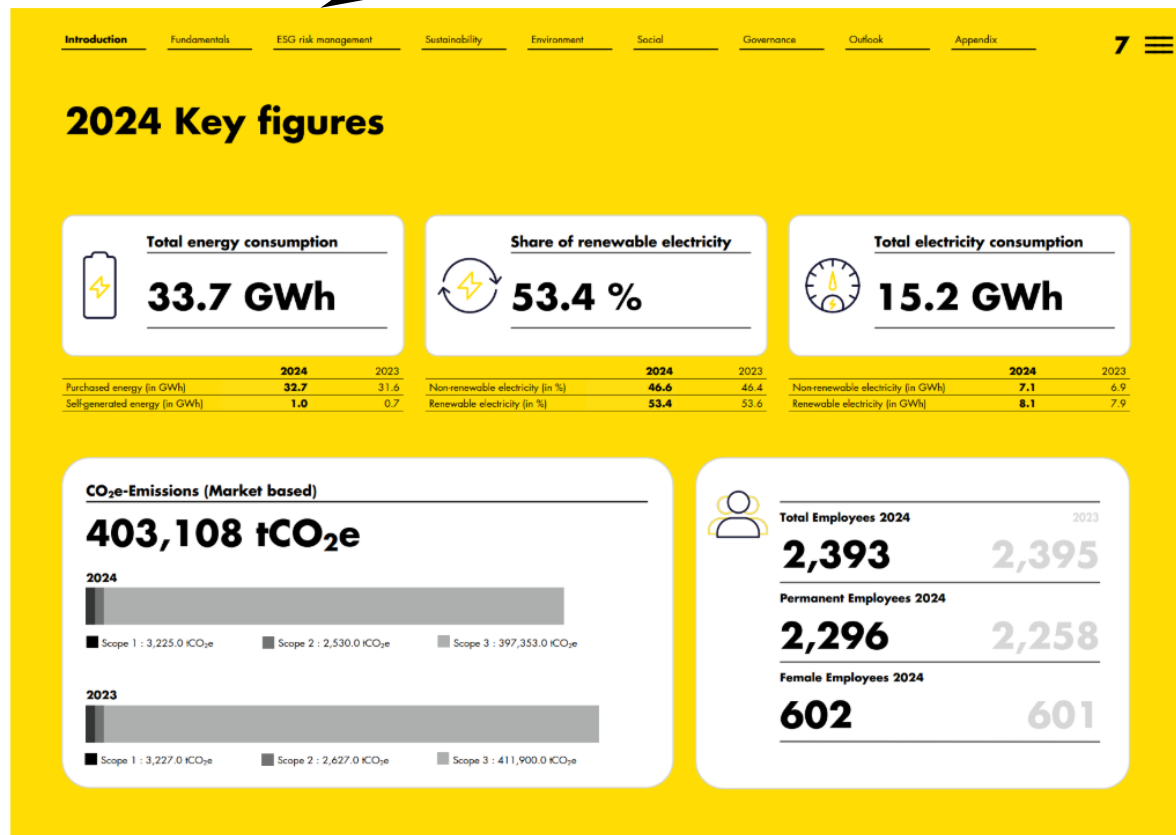 Introduction Fundamentals ESG risk management Sustainability Environment Social Governance Outlook Appendix 7
2024 Key figures
Total energy consumption
33.7 GWh
2024 2023
Purchased energy (in GWh) 32.7 31.6
Self-generated energy (in GWh) 1.0 0.7
Share of renewable electricity
53.4 %
2024 2023
Non-renewable electricity (in %) 46.6 46.4
Renewable electricity (in %) 53.4 53.6
Total electricity consumption
15.2 GWh
2024 2023
Non-renewable electricity (in GWh) 7.1 6.9
Renewable electricity (in GWh) 8.1 7.9
CO₂e-Emissions (Market based)
403,108 tCO₂e
2024
Scope 1 : 3,225.0 tCO₂e Scope 2 : 2,530.0 tCO₂e Scope 3 : 397,353.0 tCO₂e
2023
Scope 1 : 3,227.0 tCO₂e Scope 2 : 2,627.0 tCO₂e Scope 3 : 411,900.0 tCO₂e
Total Employees 2024 2023
2,393 2,395
Permanent Employees 2024
2,296 2,258
Female Employees 2024
602 601